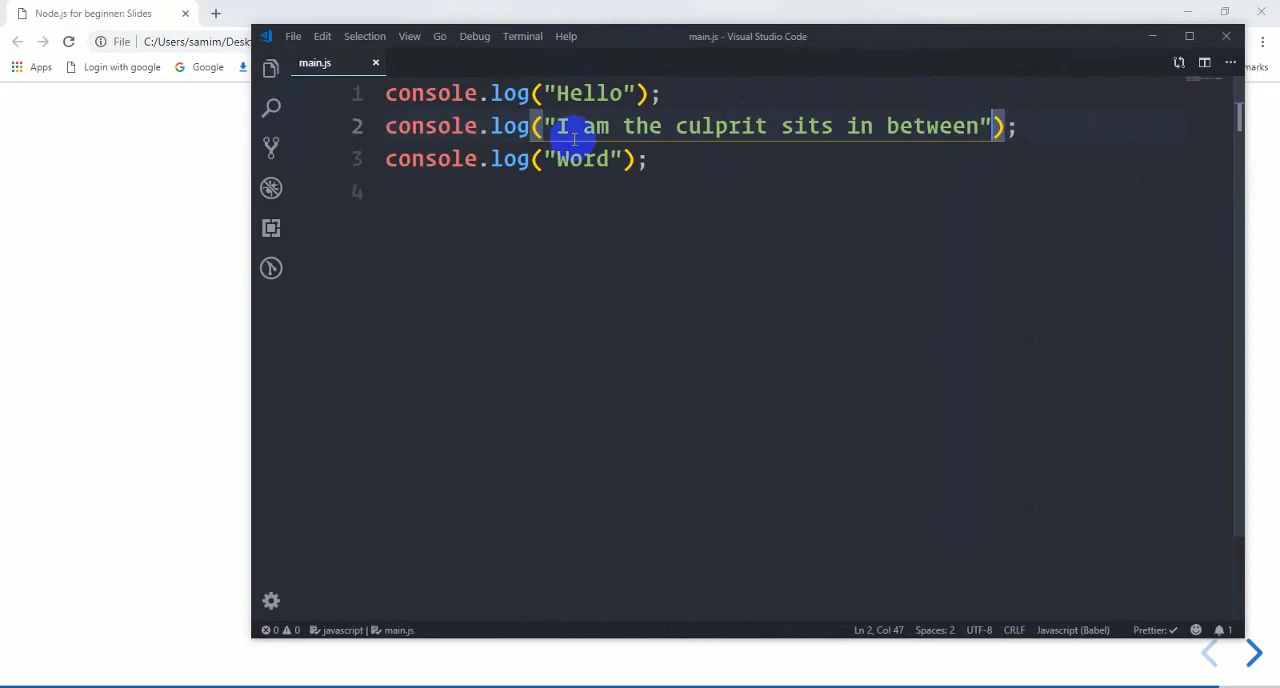 Node.js for beginner: Slides
File C:/Users/samim/Deskt
Apps Login with google Google marks
File Edit Selection View Go Debug Terminal Help main.js - Visual Studio Code
main.js
1 console.log("Hello");
2 console.log("I am the culprit sits in between");
3 console.log("Word");
4
0 0 javascript | main.js Ln 2, Col 47 Spaces: 2 UTF-8 CRLF Javascript (Babel) Prettier: ✓ 1